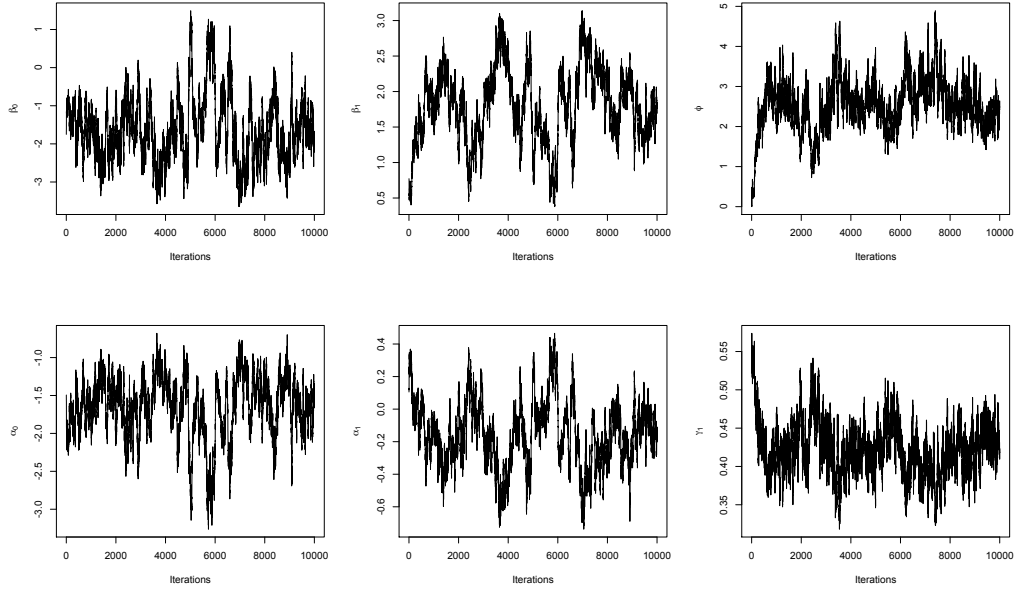 β0
1
0
-1
-2
-3
0 2000 4000 6000 8000 10000
Iterations
β1
3.0
2.5
2.0
1.5
1.0
0.5
0 2000 4000 6000 8000 10000
Iterations
ϕ
5
4
3
2
1
0
0 2000 4000 6000 8000 10000
Iterations
α0
-1.0
-1.5
-2.0
-2.5
-3.0
0 2000 4000 6000 8000 10000
Iterations
α1
0.4
0.2
0.0
-0.2
-0.4
-0.6
0 2000 4000 6000 8000 10000
Iterations
γ1
0.55
0.50
0.45
0.40
0.35
0 2000 4000 6000 8000 10000
Iterations